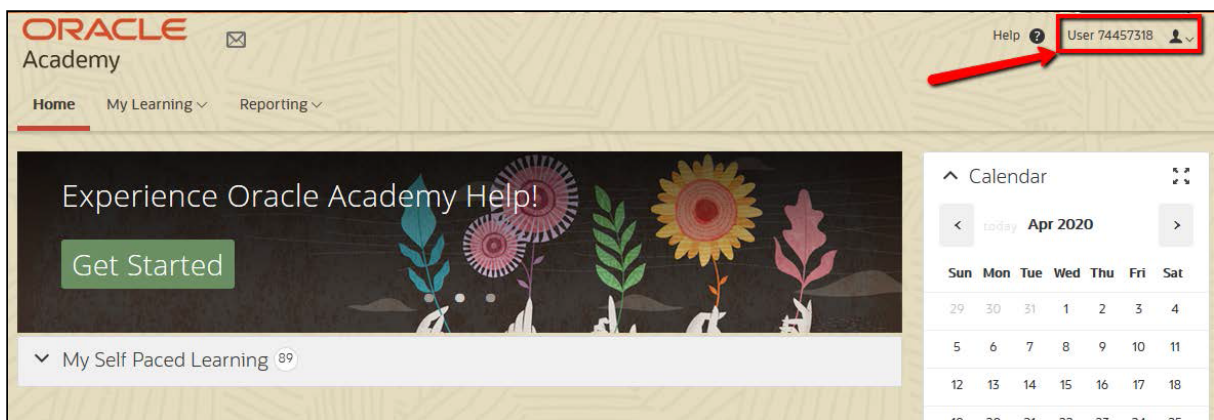 ORACLE
Academy
Help ?
User 74457318
Home My Learning Reporting
Experience Oracle Academy Help!
Get Started
My Self Paced Learning 89
Calendar
today Apr 2020
Sun Mon Tue Wed Thu Fri Sat
29 30 31 1 2 3 4
5 6 7 8 9 10 11
12 13 14 15 16 17 18